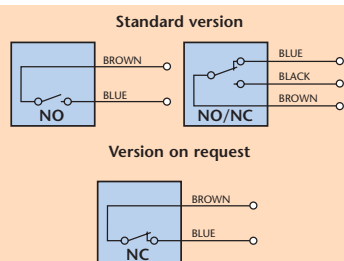 Standard version
BROWN
BLUE
NO
BLUE
BLACK
BROWN
NO/NC
Version on request
BROWN
BLUE
NC